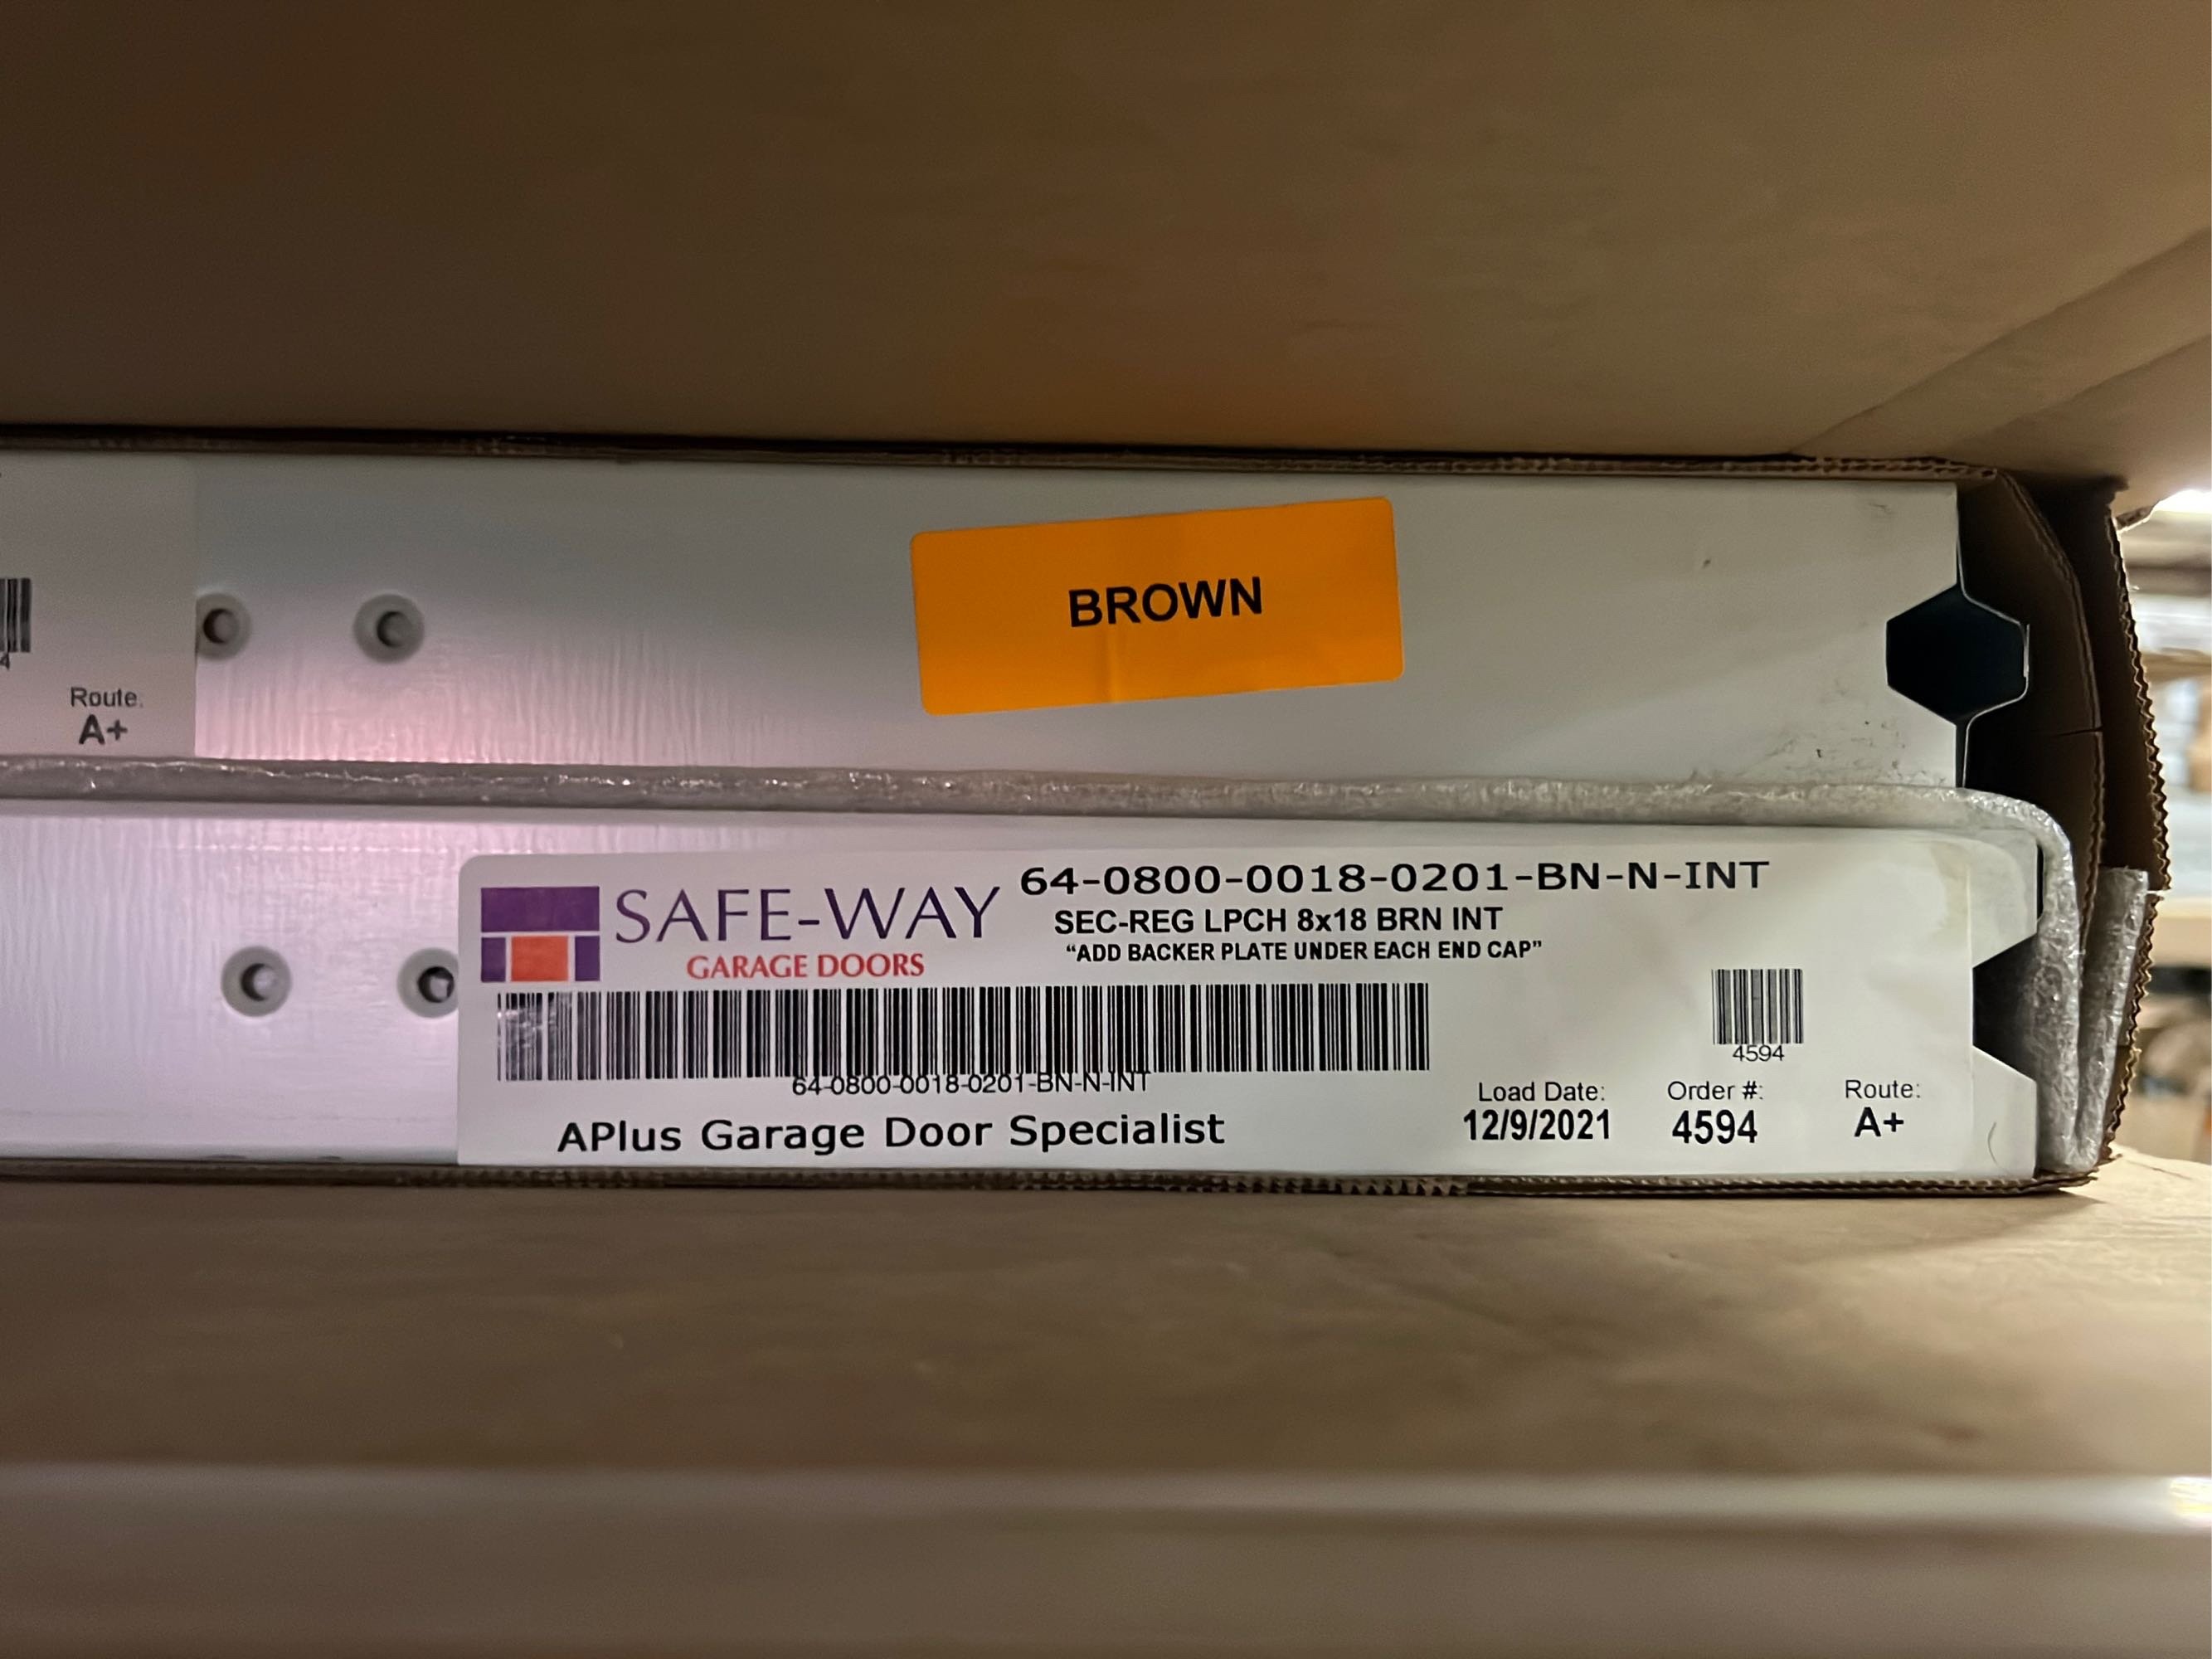 BROWN
4
Route:
A+
SAFE-WAY
GARAGE DOORS
64-0800-0018-0201-BN-N-INT
SEC-REG LPCH 8x18 BRN INT
“ADD BACKER PLATE UNDER EACH END CAP”
64-0800-0018-0201-BN-N-INT
4594
APlus Garage Door Specialist
Load Date:
12/9/2021
Order #:
4594
Route:
A+